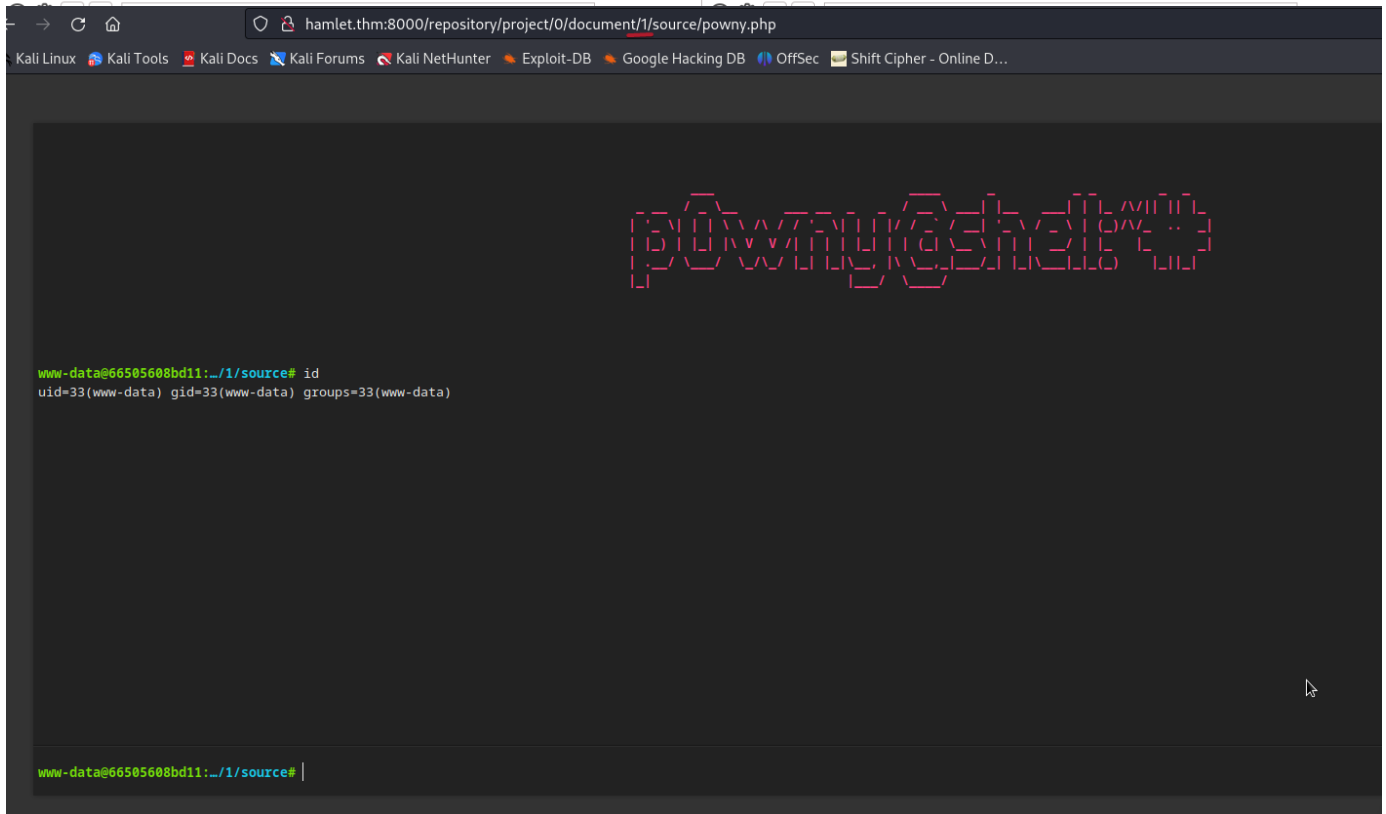 hamlet.thm:8000/repository/project/0/document/1/source/powny.php
Kali Linux Kali Tools Kali Docs Kali Forums Kali NetHunter Exploit-DB Google Hacking DB OffSec Shift Cipher - Online D…
p0wny@shell:~#
www-data@66505608bd11:…/1/source# id
uid=33(www-data) gid=33(www-data) groups=33(www-data)
www-data@66505608bd11:…/1/source#